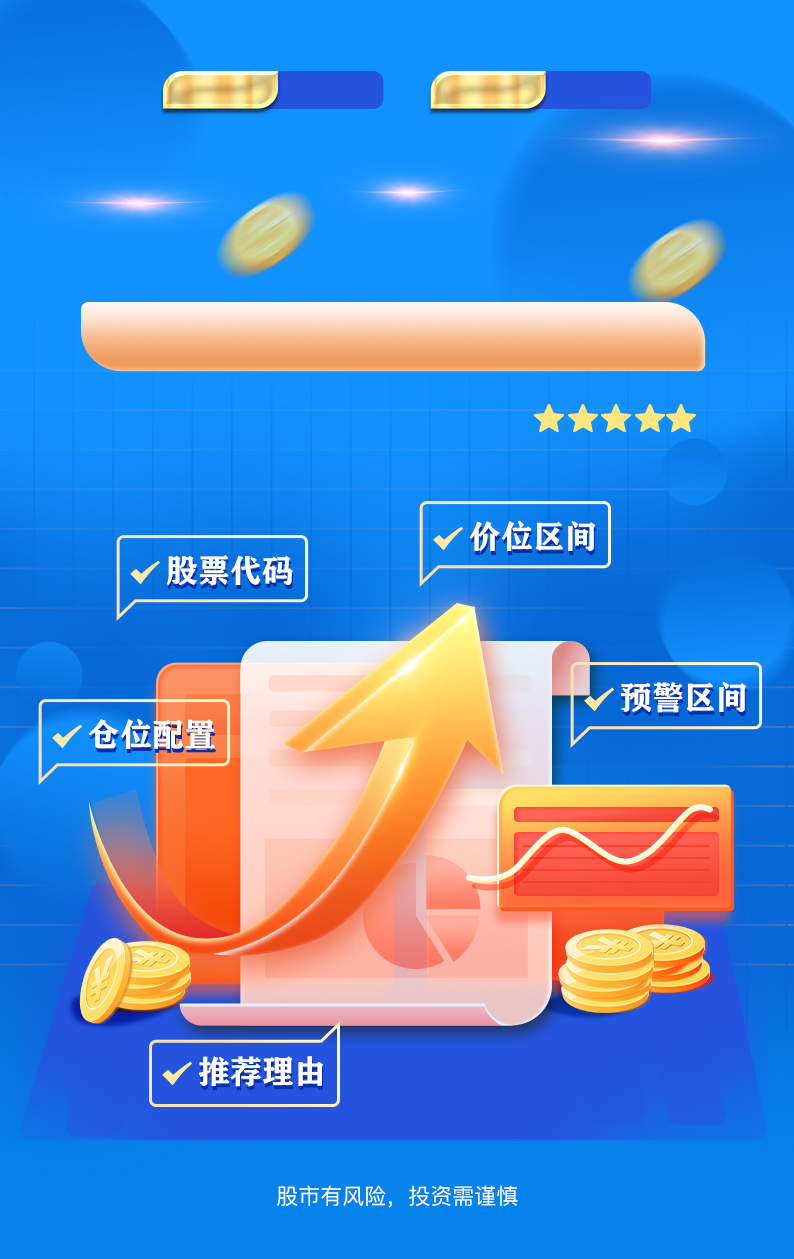 价位区间
股票代码
预警区间
仓位配置
推荐理由
股市有风险，投资需谨慎